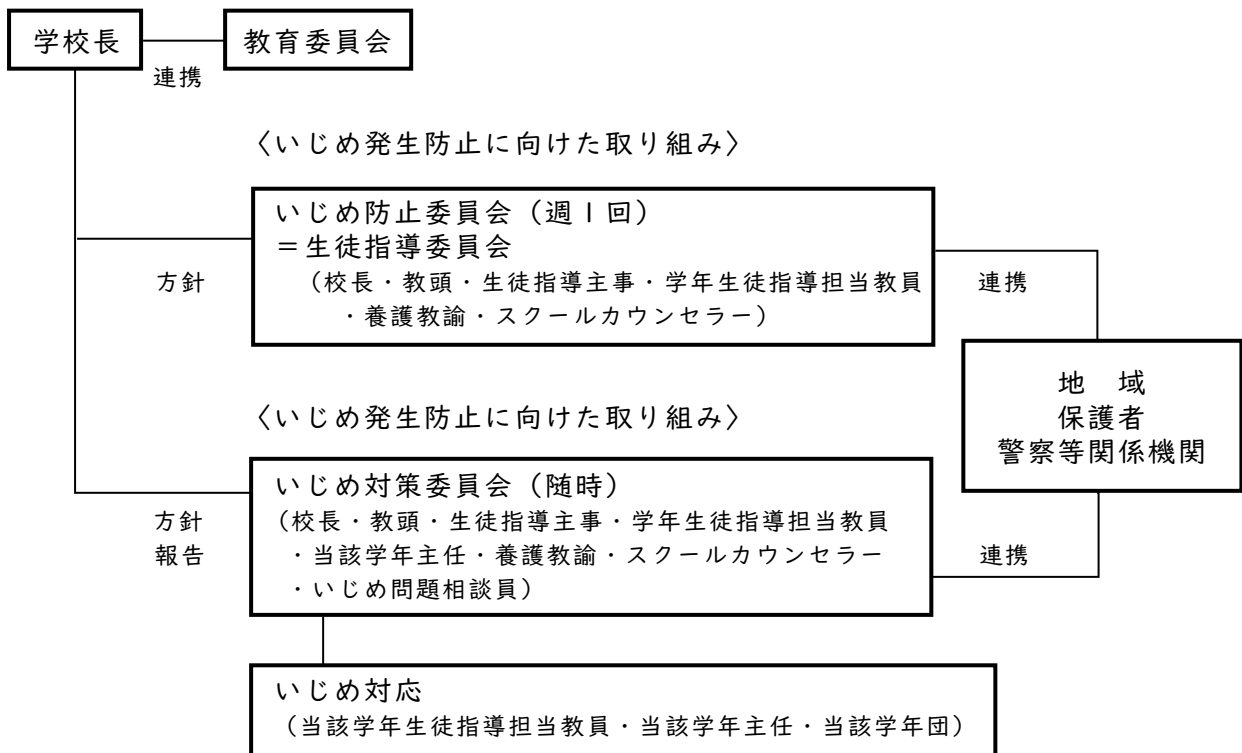 学校長
教育委員会
連携
〈いじめ発生防止に向けた取り組み〉
いじめ防止委員会（週１回）
＝生徒指導委員会
（校長・教頭・生徒指導主事・学年生徒指導担当教員
・養護教諭・スクールカウンセラー）
方針
連携
地　域
保護者
警察等関係機関
〈いじめ発生防止に向けた取り組み〉
いじめ対策委員会（随時）
（校長・教頭・生徒指導主事・学年生徒指導担当教員
・当該学年主任・養護教諭・スクールカウンセラー
・いじめ問題相談員）
方針
報告
連携
いじめ対応
（当該学年生徒指導担当教員・当該学年主任・当該学年団）